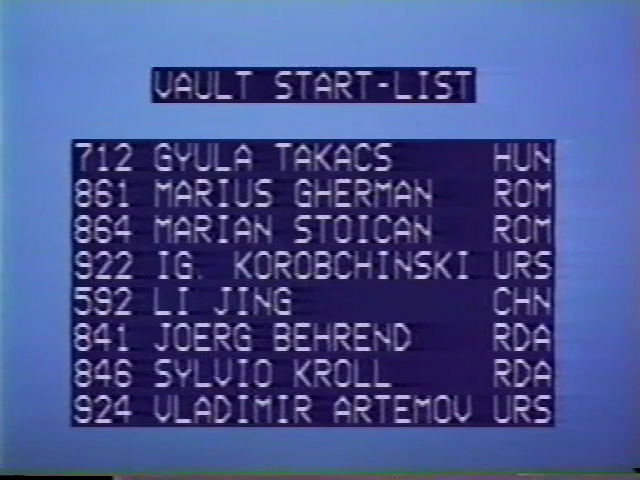 VAULT START-LIST
712 GYULA TAKACS HUN
861 MARIUS GHERMAN ROM
864 MARIAN STOICAN ROM
922 IG. KOROBCHINSKI URS
592 LI JING CHN
841 JOERG BEHREND RDA
846 SYLVIO KROLL RDA
924 VLADIMIR ARTEMOV URS